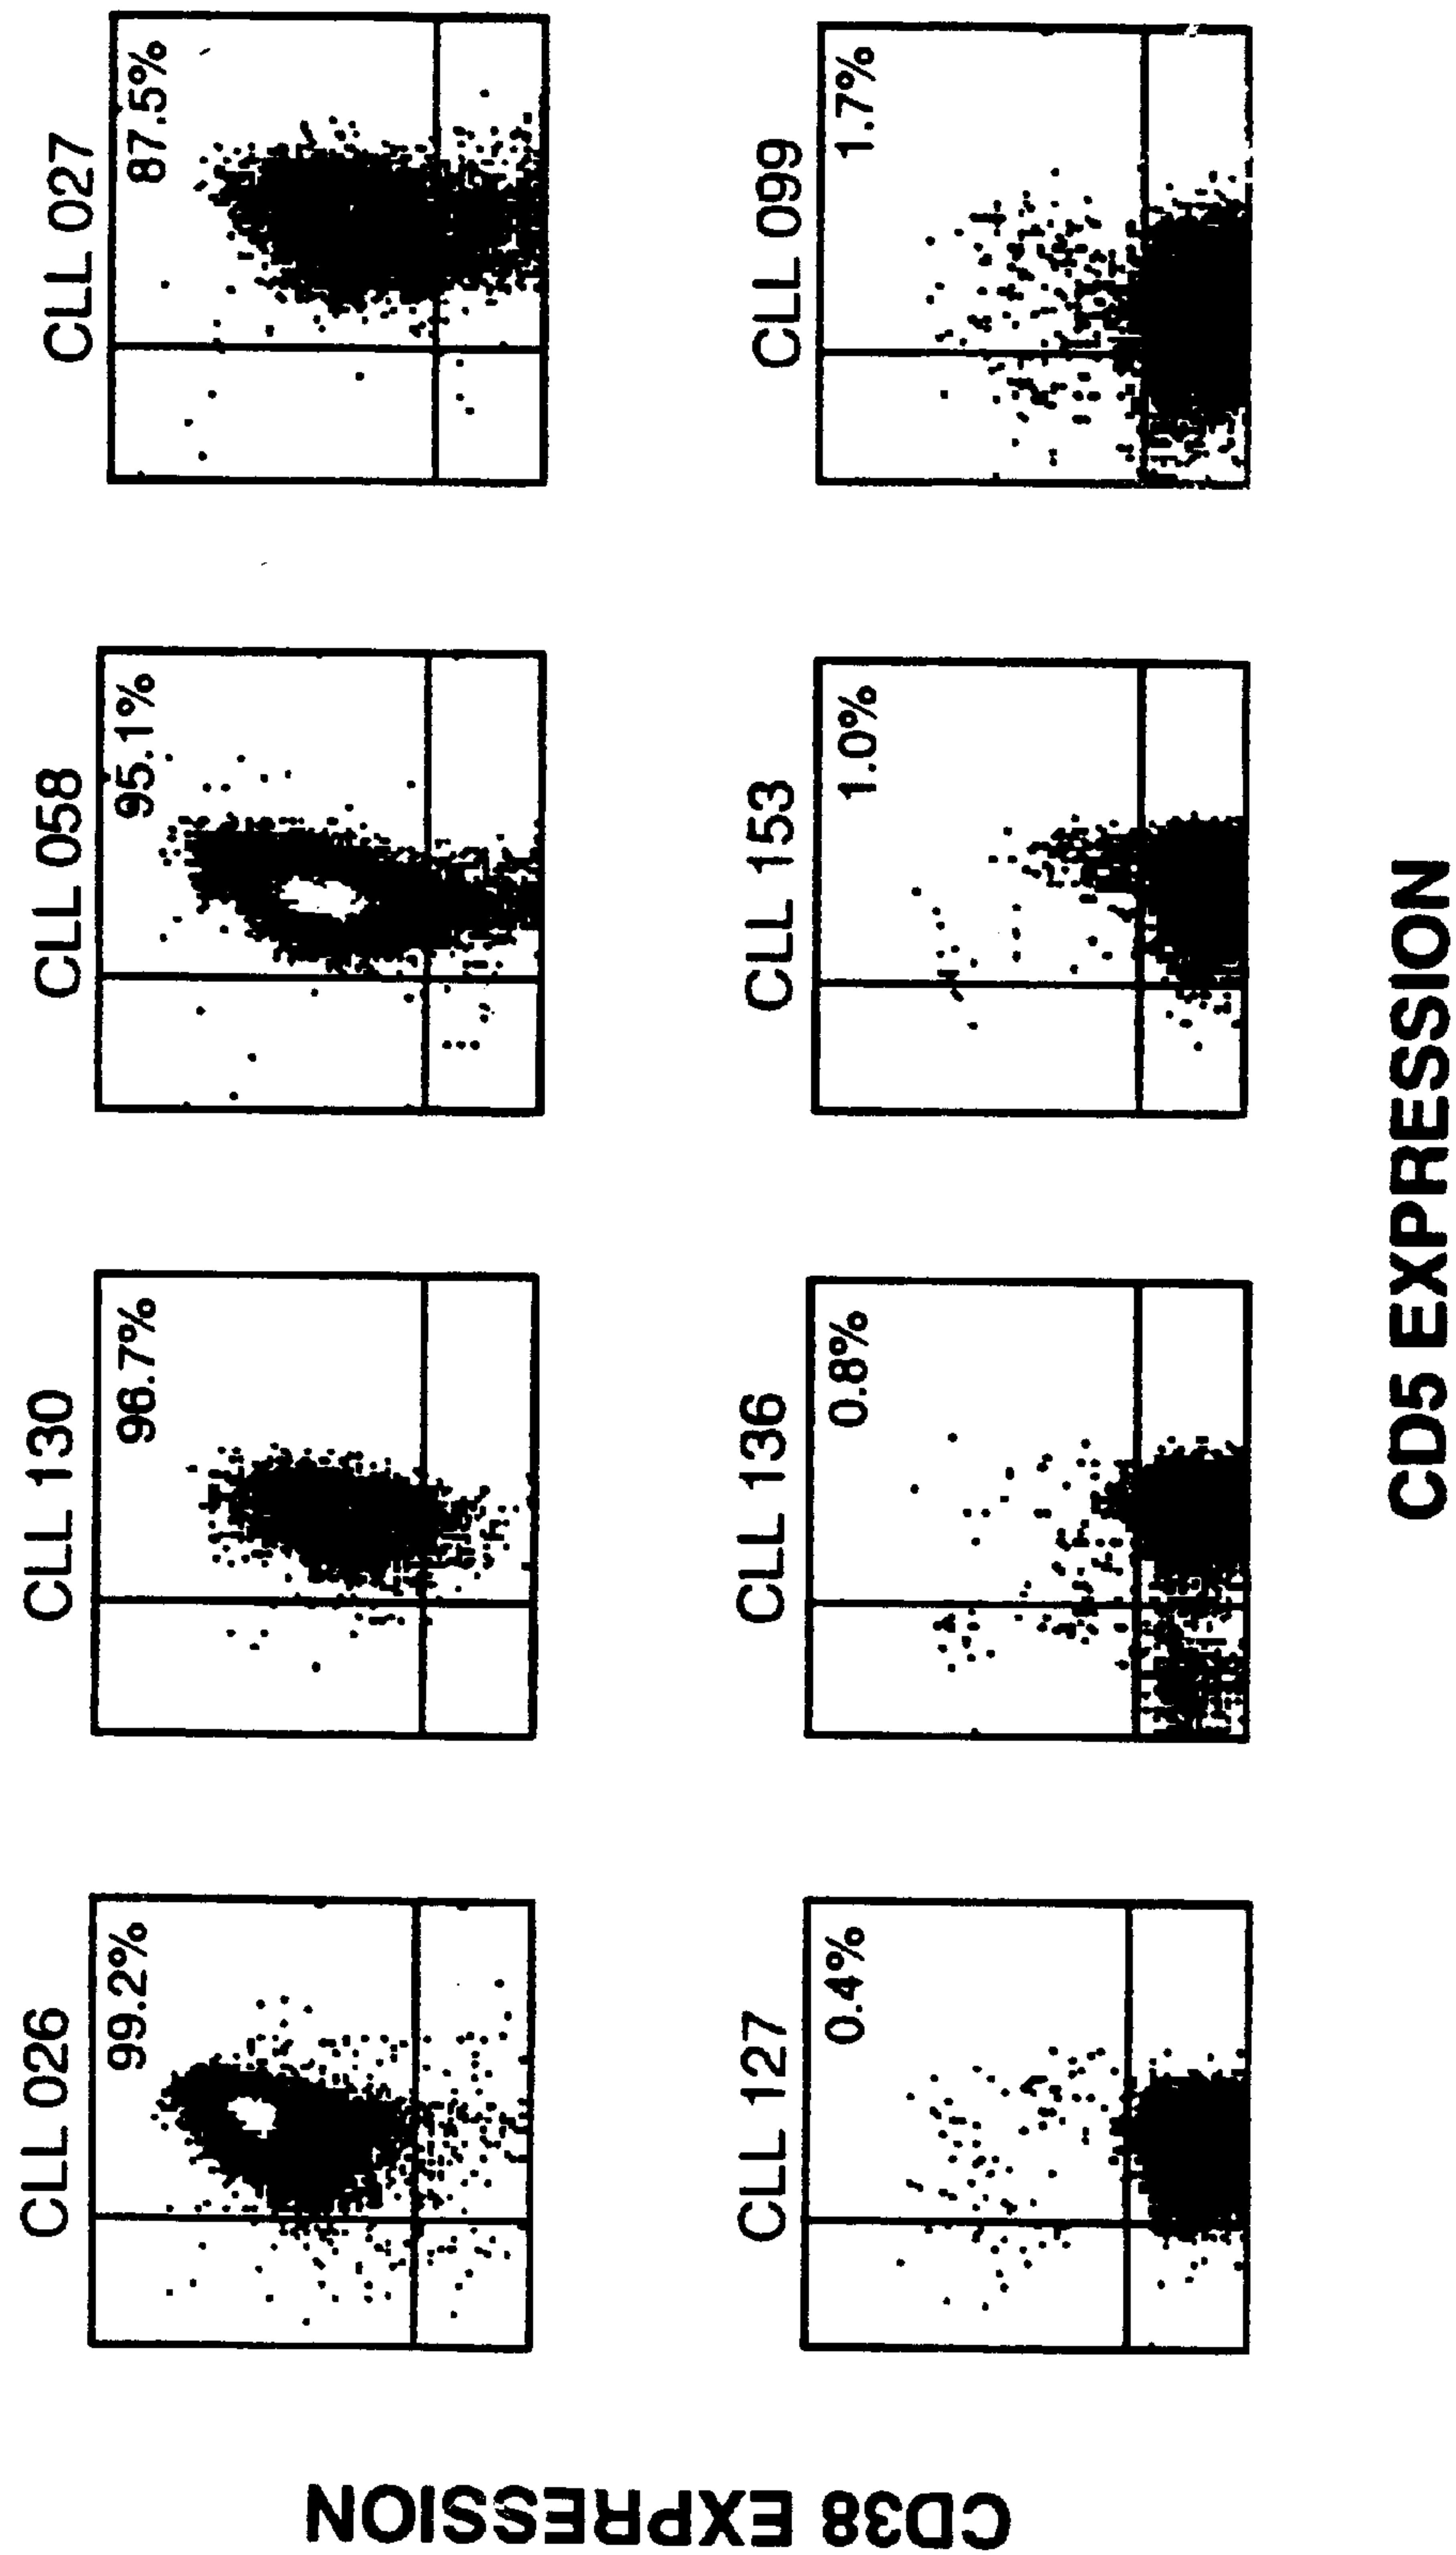 CLL 026
99.2%
CLL 130
96.7%
CLL 058
95.1%
CLL 027
87.5%
CLL 127
0.4%
CLL 136
0.8%
CLL 153
1.0%
CLL 099
1.7%
CD38 EXPRESSION
CD5 EXPRESSION